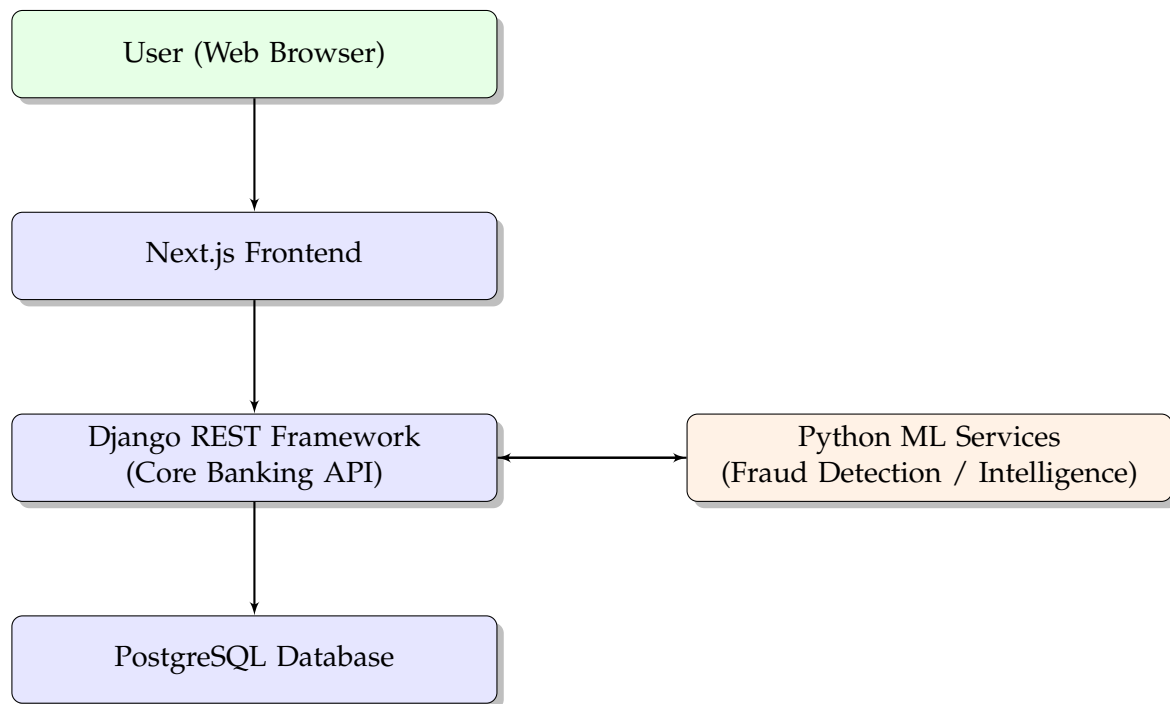 User (Web Browser)
Next.js Frontend
Django REST Framework
(Core Banking API)
Python ML Services
(Fraud Detection / Intelligence)
PostgreSQL Database